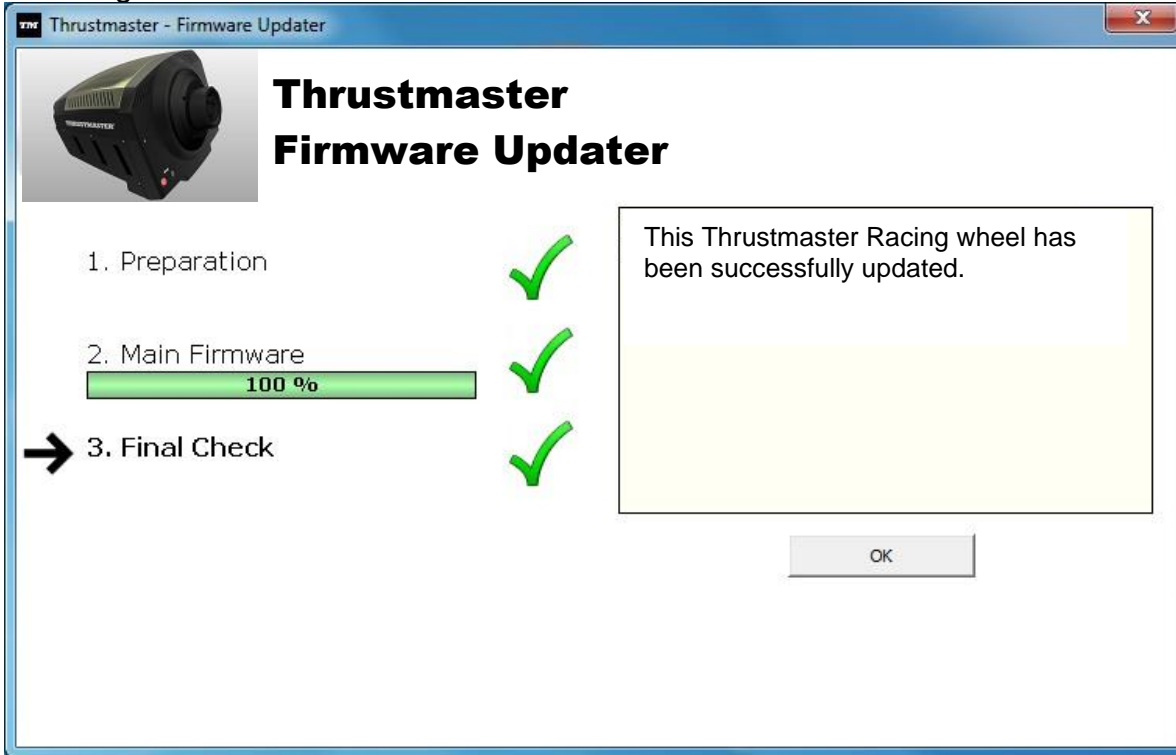 Thrustmaster - Firmware Updater
Thrustmaster
Firmware Updater
THRUSTMASTER
1. Preparation
2. Main Firmware
100 %
3. Final Check
This Thrustmaster Racing wheel has
been successfully updated.
OK